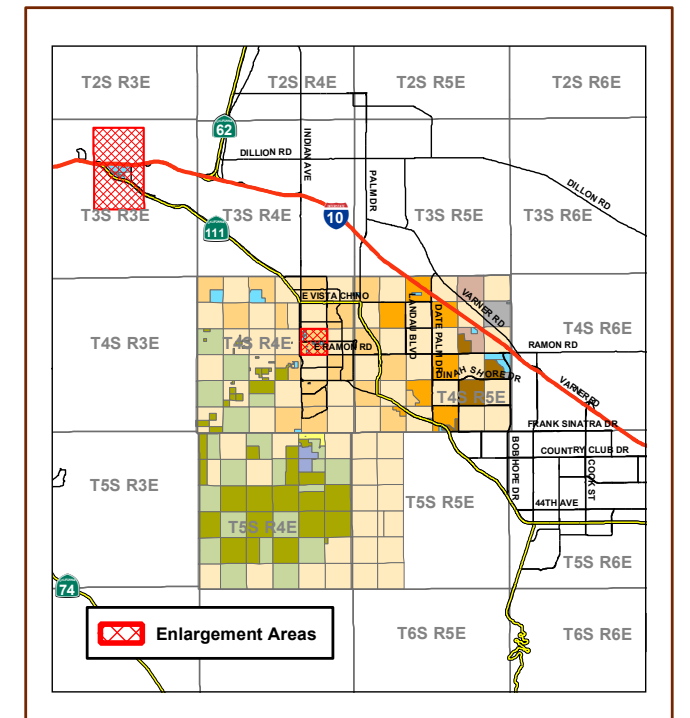 T2S R3E
T2S R4E
T2S R5E
T2S R6E
62
DILLION RD
INDIAN AVE
PALM DR
DILLON RD
T3S R3E
T3S R4E
CALIFORNIA
111
INTERSTATE
10
T3S R5E
T3S R6E
E VISTA CHINO
LANDAU BLVD
DATE PALM DR
VARNER RD
T4S R3E
T4S R4E
E RAMON RD
RAMON RD
T4S R6E
DINAH SHORE DR
T4S R5E
VARNER RD
FRANK SINATRA DR
BOB HOPE DR
COUNTRY CLUB DR
COOK ST
T5S R3E
T5S R4E
T5S R5E
44TH AVE
T5S R6E
74
Enlargement Areas
T6S R5E
T6S R6E